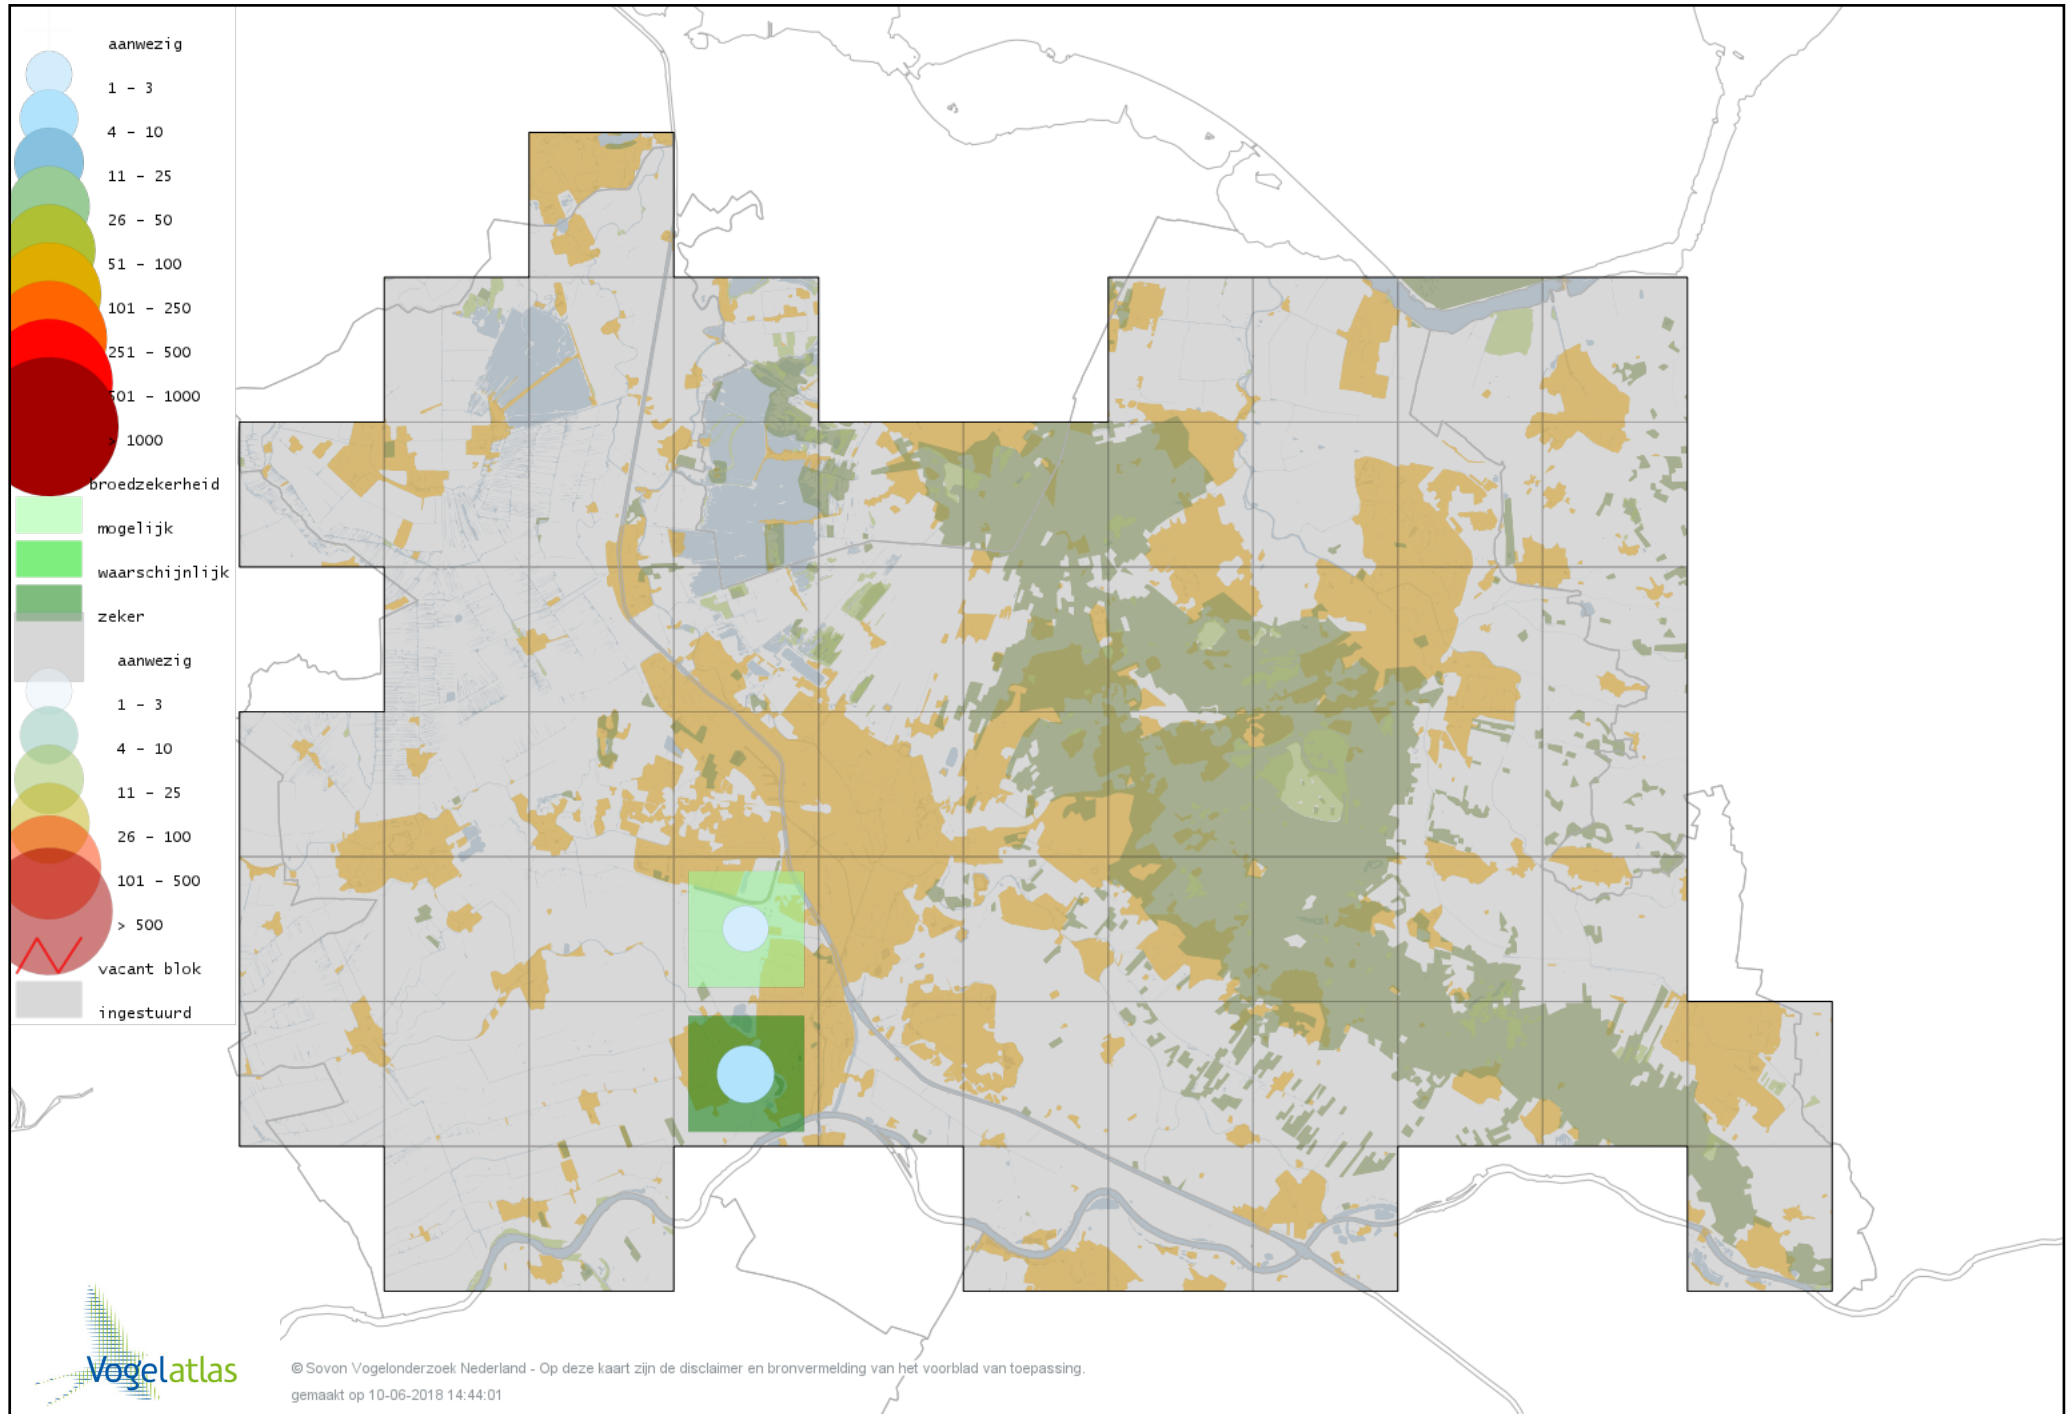 aanwezig
1 - 3
4 - 10
11 - 25
26 - 50
51 - 100
101 - 250
251 - 500
501 - 1000
> 1000
broedzekerheid
mogelijk
waarschijnlijk
zeker
aanwezig
1 - 3
4 - 10
11 - 25
26 - 100
101 - 500
> 500
vacant blok
ingestuurd
Vogelatlas
© Sovon Vogelonderzoek Nederland - Op deze kaart zijn de disclaimer en bronvermelding van het voorblad van toepassing.
gemaakt op 10-06-2018 14:44:01